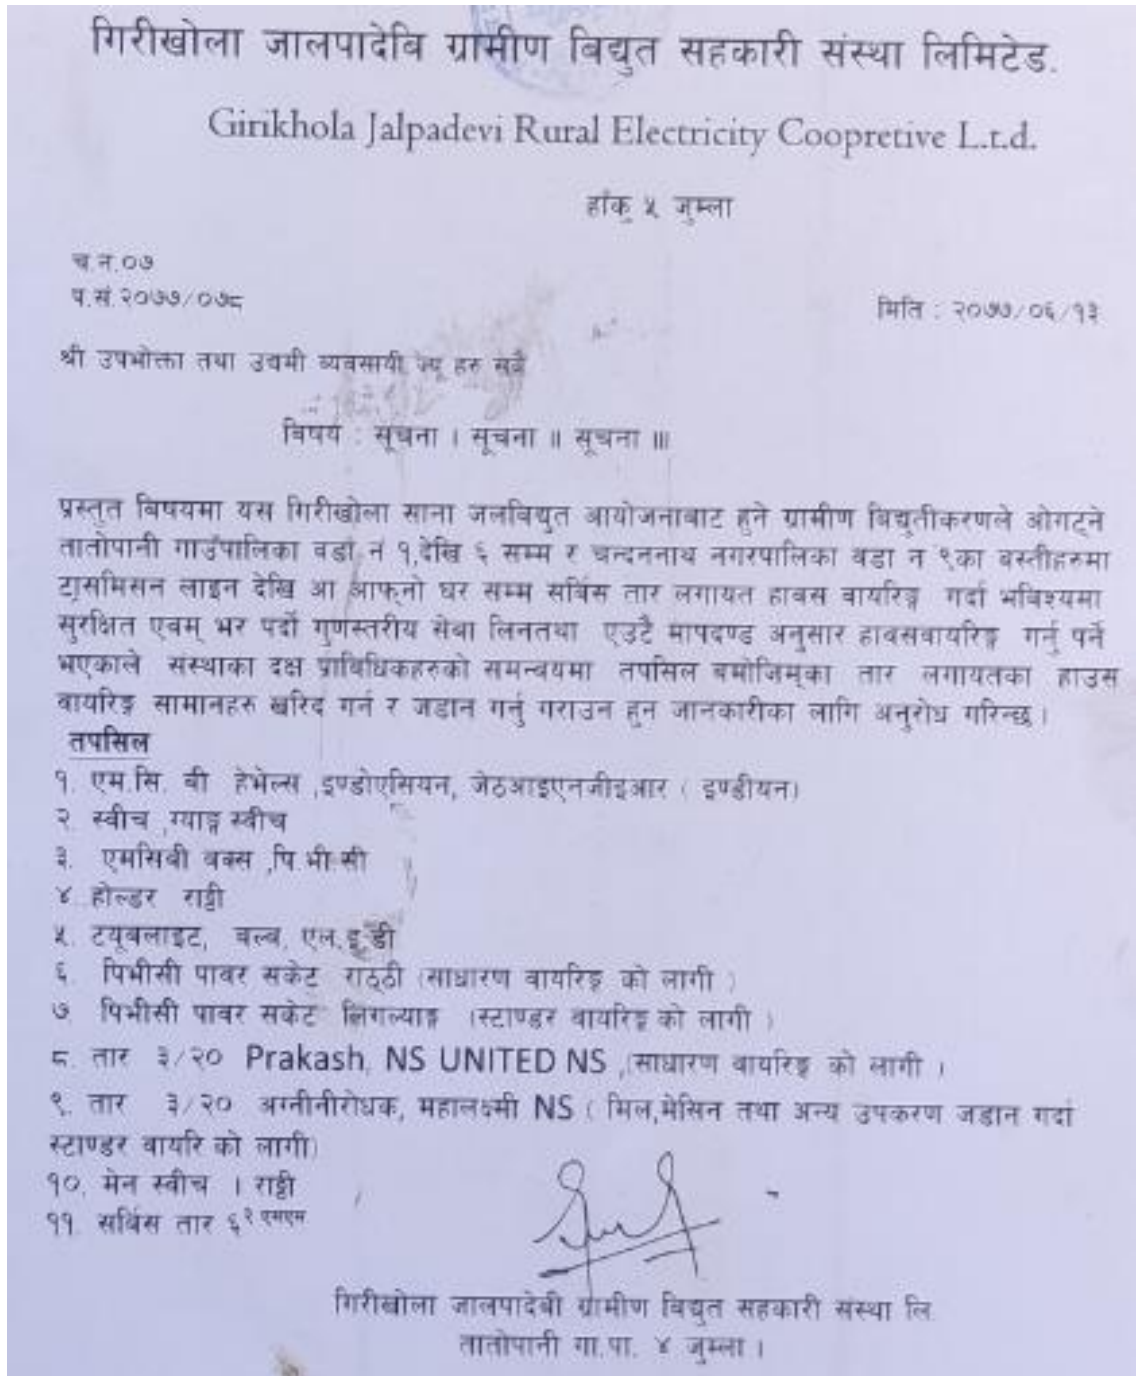 गिरीखोला जालपादेबि ग्रामीण बिद्युत सहकारी संस्था लिमिटेड.
Girikhola Jalpadevi Rural Electricity Coopretive L.t.d.
हाँकु ५ जुम्ला
च.न.०७
प.सं.२०७७/०७८
मिति : २०७७/०६/१३
श्री उपभोक्ता तथा उद्यमी व्यवसायी ज्यू हरु सबै
विषय : सूचना । सूचना ॥ सूचना ॥।
प्रस्तुत बिषयमा यस गिरीखोला साना जलविद्युत आयोजनाबाट हुने ग्रामीण बिद्युतीकरणले ओगट्ने
तातोपानी गाउँपालिका वडा न १,देखि ६ सम्म र चन्दननाथ नगरपालिका वडा न ९का बस्तीहरुमा
ट्रासमिसन लाइन देखि आ आफ्नो घर सम्म सर्बिस तार लगायत हावस वायरिङ्ग गर्दा भबिश्यमा
सुरक्षित एवम् भर पर्दो गुणस्तरीय सेबा लिनतथा एउटै मापदण्ड अनुसार हावसवायरिङ्ग गर्नु पर्ने
भएकाले संस्थाका दक्ष प्राबिधिकहरुको समन्वयमा तपसिल बमोजिम्का तार लगायतका हाउस
वायरिङ्ग सामानहरु खरिद गर्न र जडान गर्नु गराउन हुन जानकारीका लागि अनुरोध गरिन्छ ।
तपसिल
१. एम.सि. बी हेभेल्स ,इण्डोएसियन, जेठआइएनजीइआर ( इण्डीयन)
२ स्वीच ,ग्याङ्ग स्वीच
३. एमसिबी बक्स ,पि.भी.सी
४ होल्डर राठ्ठी
५. टयूबलाइट, बल्ब, एल.इ.डी
६. पिभीसी पावर सकेट राठ्ठी (साधारण वायरिङ्ग को लागी )
७. पिभीसी पावर सकेट लिगल्याङ्ग (स्टाण्डर वायरिङ्ग को लागी )
८. तार ३/२० Prakash, NS UNITED NS ,(साधारण वायरिङ्ग को लागी ।
९. तार ३/२० अग्नीनीरोधक, महालक्ष्मी NS ( मिल,मेसिन तथा अन्य उपकरण जडान गर्दा
स्टाण्डर वायरि को लागी)
१०. मेन स्वीच । राठ्ठी
११. सर्बिस तार ६२ एमएम
गिरीखोला जालपादेबी ग्रामीण बिद्युत सहकारी संस्था लि
तातोपानी गा.पा. ४ जुम्ला ।